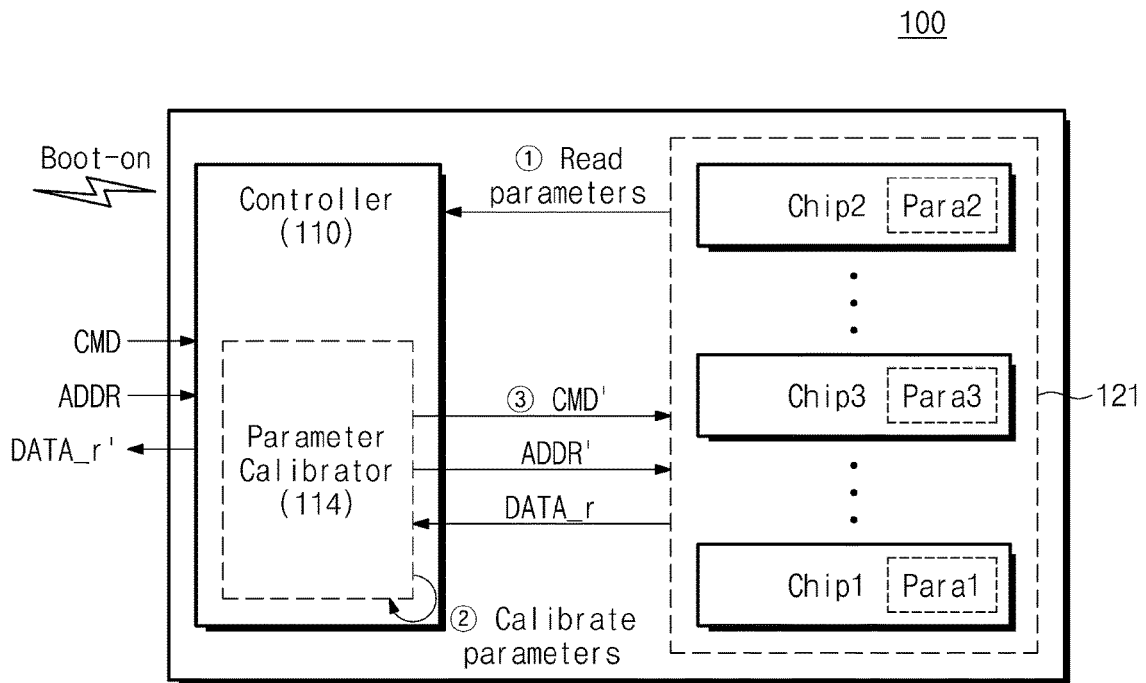 100
Boot-on
Controller
(110)
① Read
parameters
Chip2
Para2
CMD
ADDR
DATA_r'
Parameter
Calibrator
(114)
③ CMD'
ADDR'
DATA_r
Chip3
Para3
121
② Calibrate
parameters
Chip1
Para1